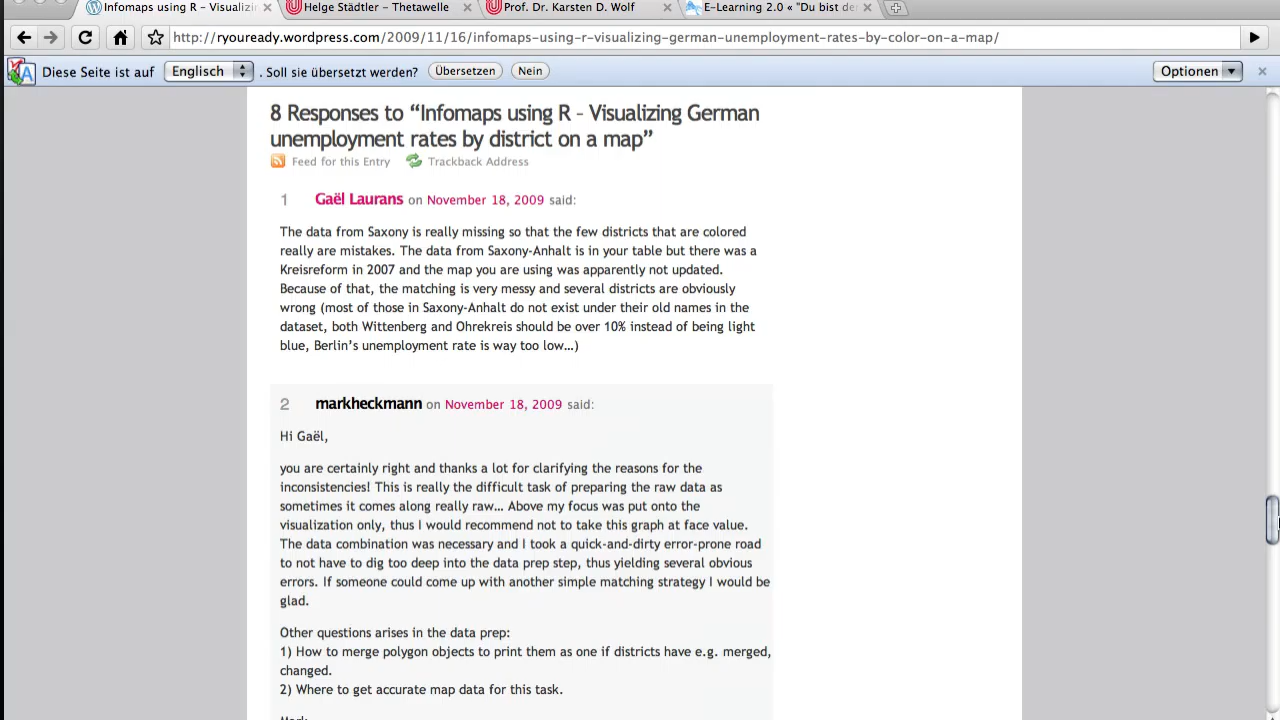 Infomaps using R – Visualizin
Helge Städtler – Thetawelle
Prof. Dr. Karsten D. Wolf
E–Learning 2.0 « "Du bist de
http://ryouready.wordpress.com/2009/11/16/infomaps-using-r-visualizing-german-unemployment-rates-by-color-on-a-map/
Diese Seite ist auf Englisch . Soll sie übersetzt werden? Übersetzen Nein Optionen
8 Responses to “Infomaps using R – Visualizing German
unemployment rates by district on a map”
Feed for this Entry Trackback Address
1 Gaël Laurans on November 18, 2009 said:
The data from Saxony is really missing so that the few districts that are colored
really are mistakes. The data from Saxony-Anhalt is in your table but there was a
Kreisreform in 2007 and the map you are using was apparently not updated.
Because of that, the matching is very messy and several districts are obviously
wrong (most of those in Saxony-Anhalt do not exist under their old names in the
dataset, both Wittenberg and Ohrekreis should be over 10% instead of being light
blue, Berlin’s unemployment rate is way too low…)
2 markheckmann on November 18, 2009 said:
Hi Gaël,
you are certainly right and thanks a lot for clarifying the reasons for the
inconsistencies! This is really the difficult task of preparing the raw data as
sometimes it comes along really raw… Above my focus was put onto the
visualization only, thus I would recommend not to take this graph at face value.
The data combination was necessary and I took a quick-and-dirty error-prone road
to not have to dig too deep into the data prep step, thus yielding several obvious
errors. If someone could come up with another simple matching strategy I would be
glad.
Other questions arises in the data prep:
1) How to merge polygon objects to print them as one if districts have e.g. merged,
changed.
2) Where to get accurate map data for this task.
Mark